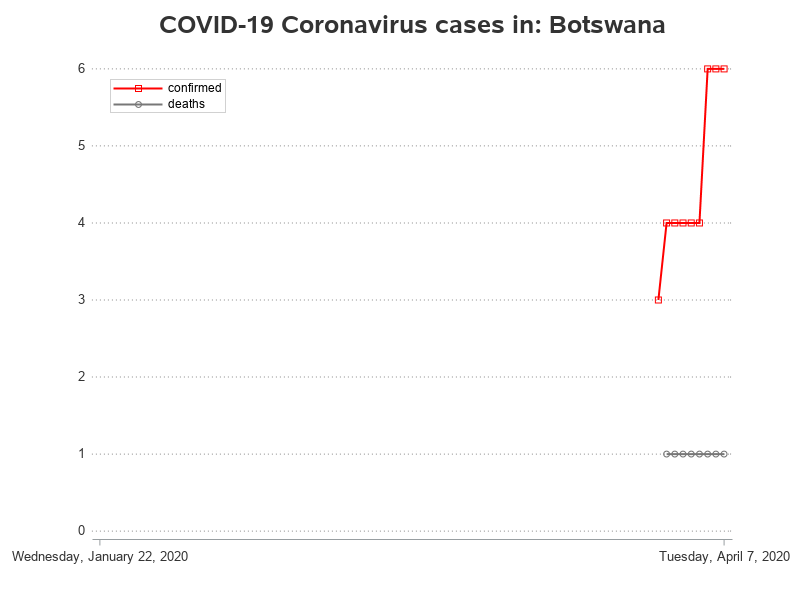 COVID-19 Coronavirus cases in: Botswana
6
confirmed
deaths
5
4
3
2
1
0
Wednesday, January 22, 2020 Tuesday, April 7, 2020